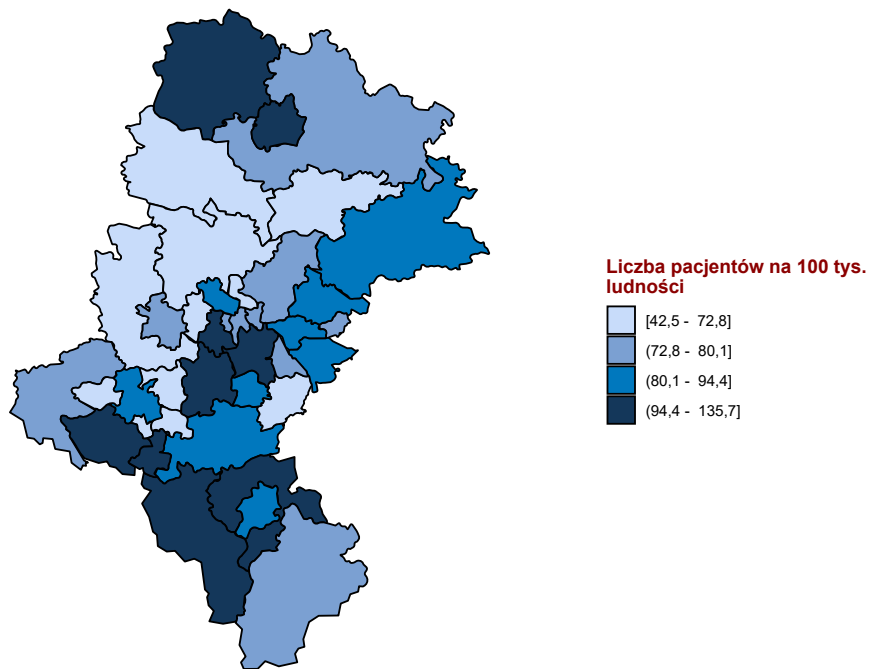 Liczba pacjentów na 100 tys.
ludności
[42,5 - 72,8]
(72,8 - 80,1]
(80,1 - 94,4]
(94,4 - 135,7]